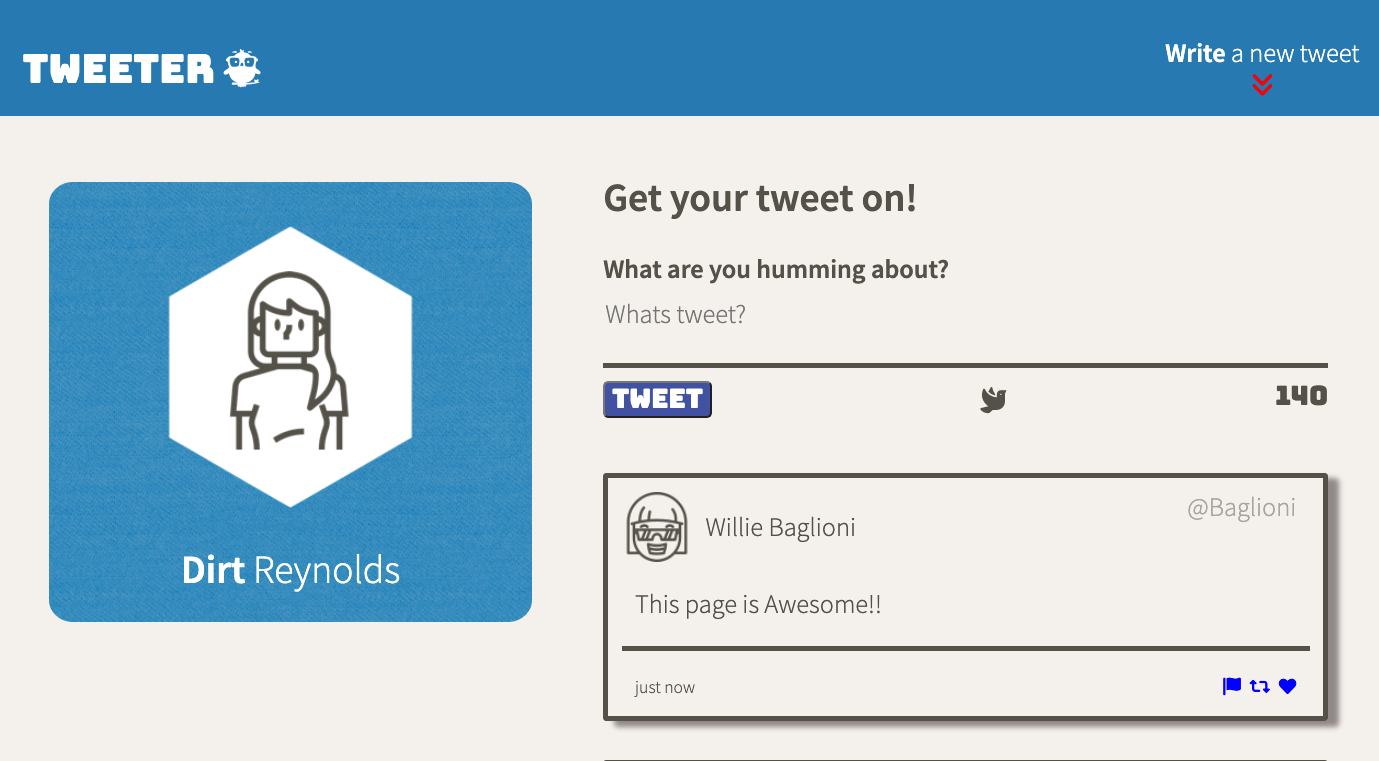 TWEETER
Write a new tweet
Dirt Reynolds
Get your tweet on!
What are you humming about?
Whats tweet?
TWEET
140
Willie Baglioni
@Baglioni
This page is Awesome!!
just now